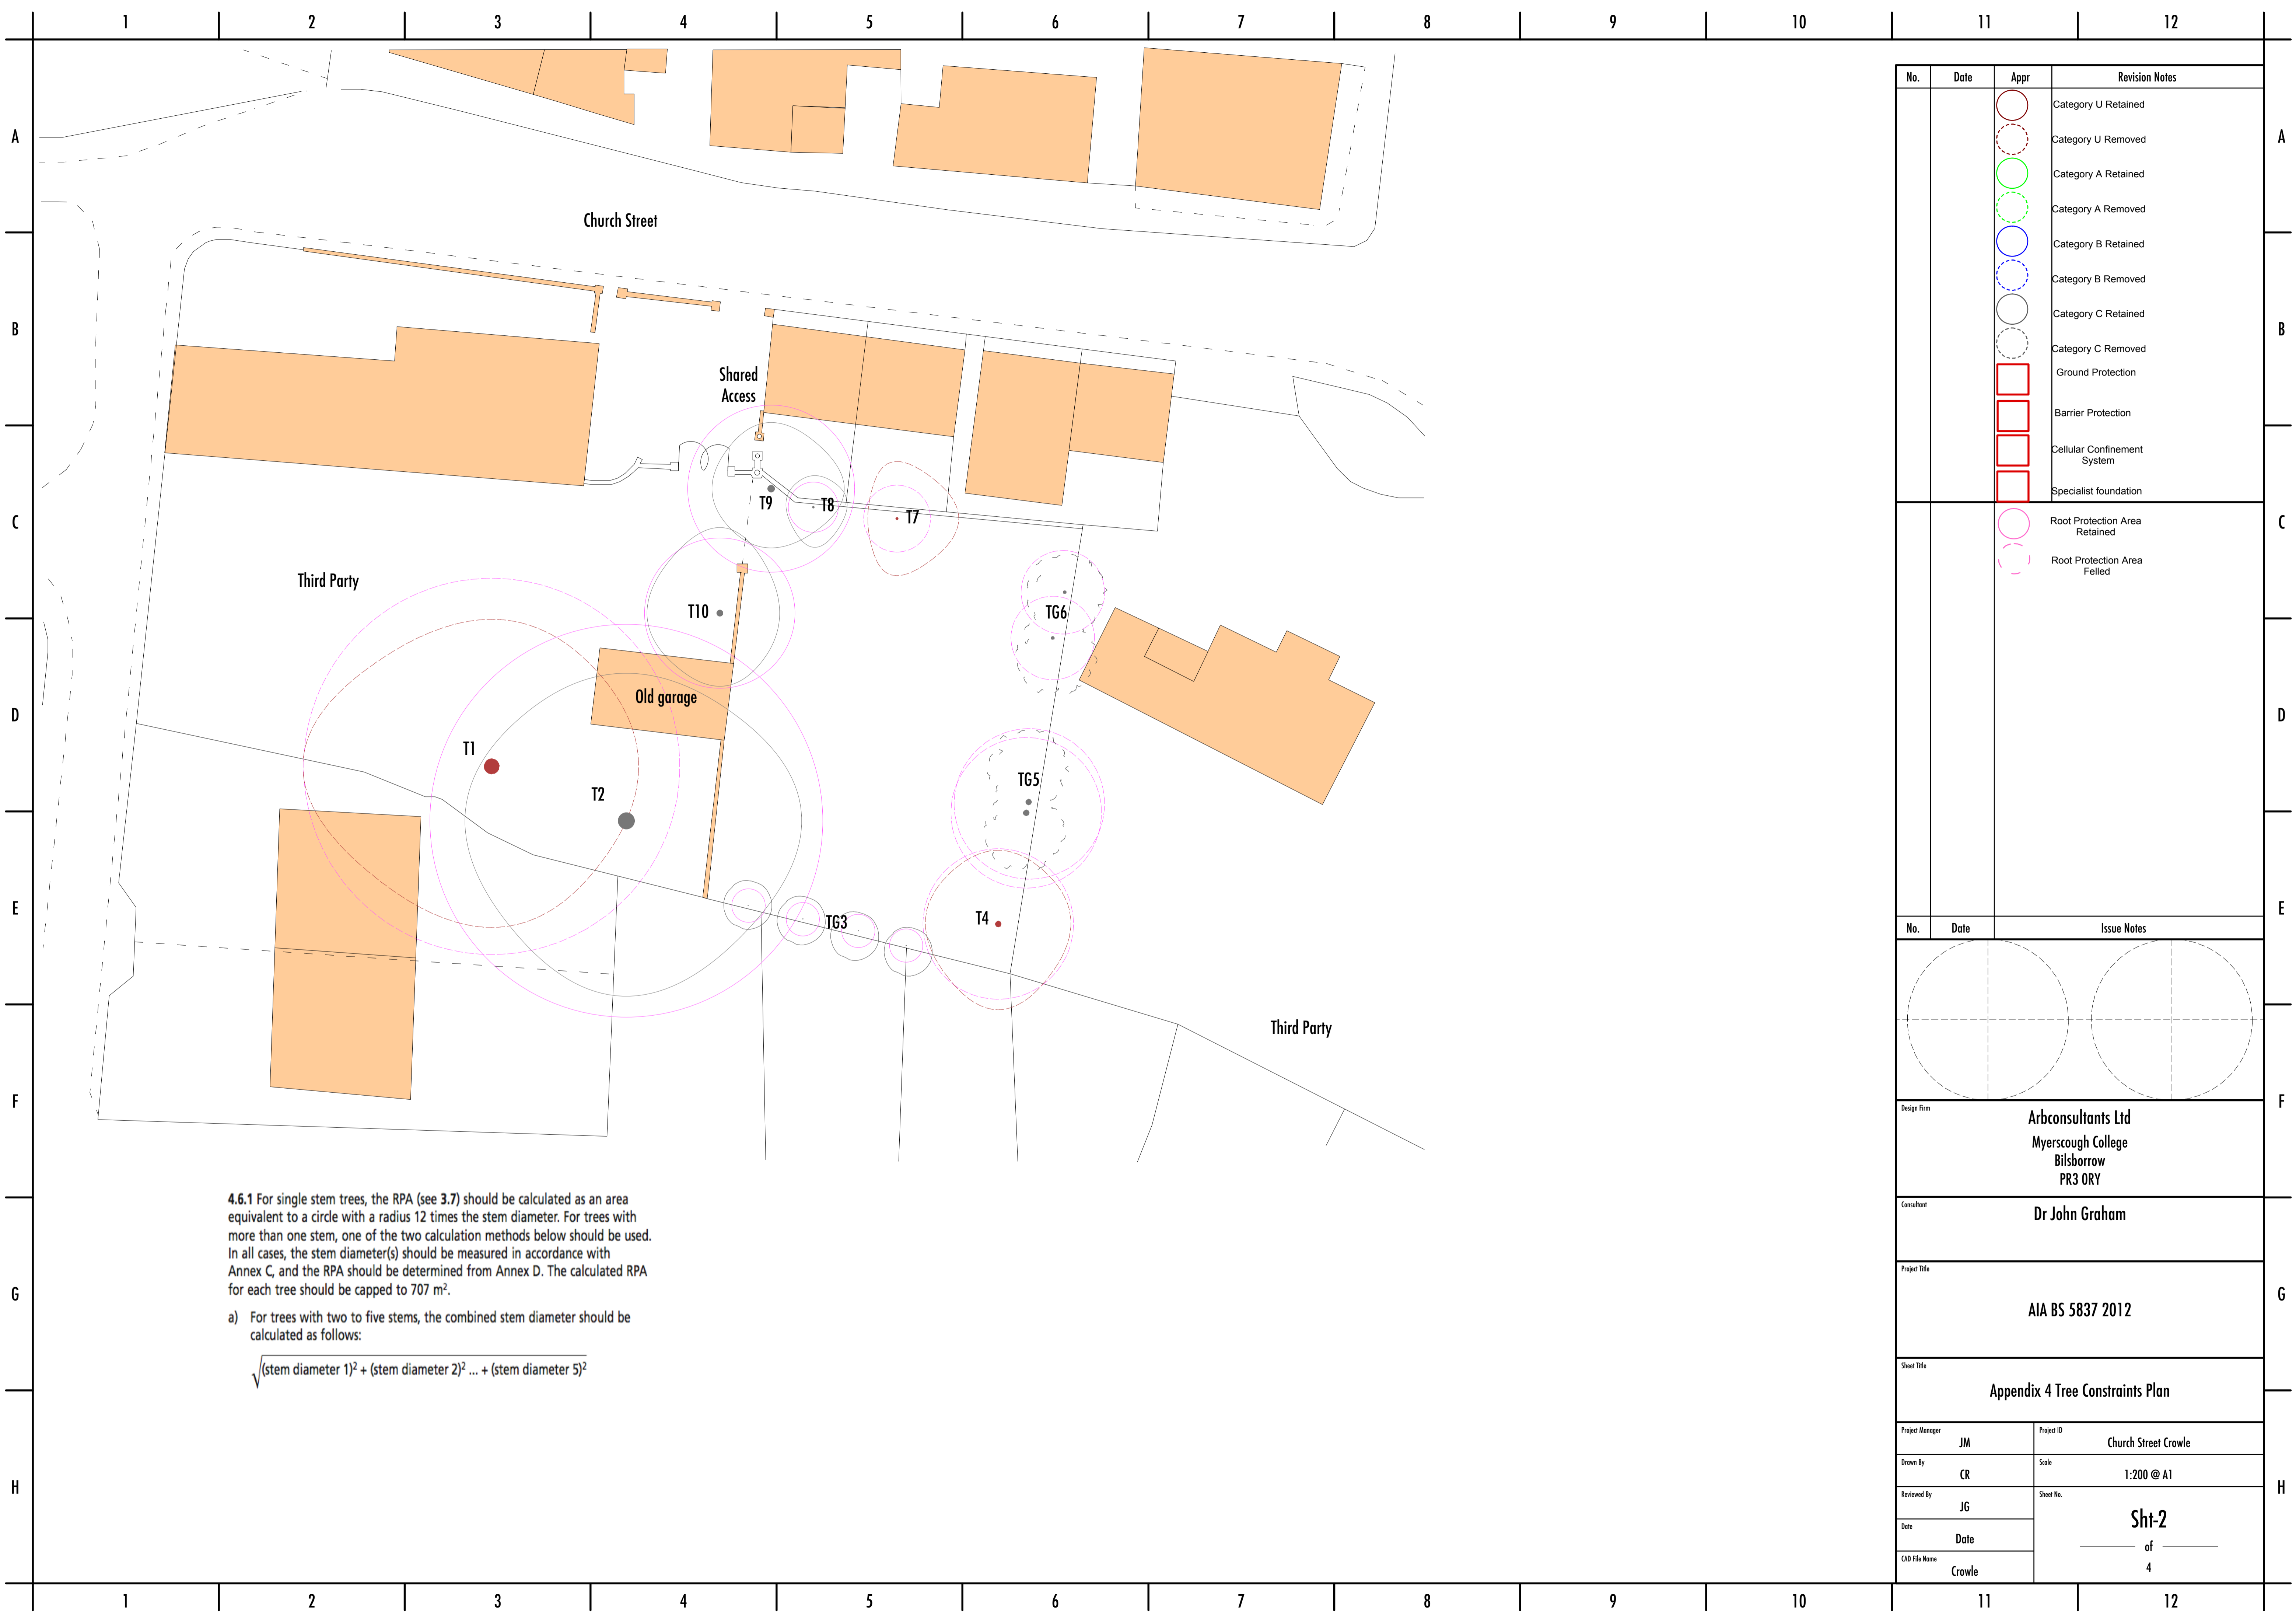 1 2 3 4 5 6 7 8 9 10 11 12
A
B
C
D
E
F
G
H
A
B
C
D
E
F
G
H
Church Street
Shared
Access
T9
T8
T7
Third Party
T10
TG6
Old garage
T1
T2
TG5
TG3
T4
Third Party
4.6.1 For single stem trees, the RPA (see 3.7) should be calculated as an area
equivalent to a circle with a radius 12 times the stem diameter. For trees with
more than one stem, one of the two calculation methods below should be used.
In all cases, the stem diameter(s) should be measured in accordance with
Annex C, and the RPA should be determined from Annex D. The calculated RPA
for each tree should be capped to 707 m².
a) For trees with two to five stems, the combined stem diameter should be
calculated as follows:
√(stem diameter 1)² + (stem diameter 2)² ... + (stem diameter 5)²
No. Date Appr Revision Notes
Category U Retained
Category U Removed
Category A Retained
Category A Removed
Category B Retained
Category B Removed
Category C Retained
Category C Removed
Ground Protection
Barrier Protection
Cellular Confinement
System
Specialist foundation
Root Protection Area
Retained
Root Protection Area
Felled
No. Date Issue Notes
Design Firm
Arbconsultants Ltd
Myerscough College
Bilsborrow
PR3 0RY
Consultant
Dr John Graham
Project Title
AIA BS 5837 2012
Sheet Title
Appendix 4 Tree Constraints Plan
Project Manager
JM
Project ID
Church Street Crowle
Drawn By
CR
Scale
1:200 @ A1
Reviewed By
JG
Sheet No.
Sht-2
of
4
Date
Date
CAD File Name
Crowle
1 2 3 4 5 6 7 8 9 10 11 12